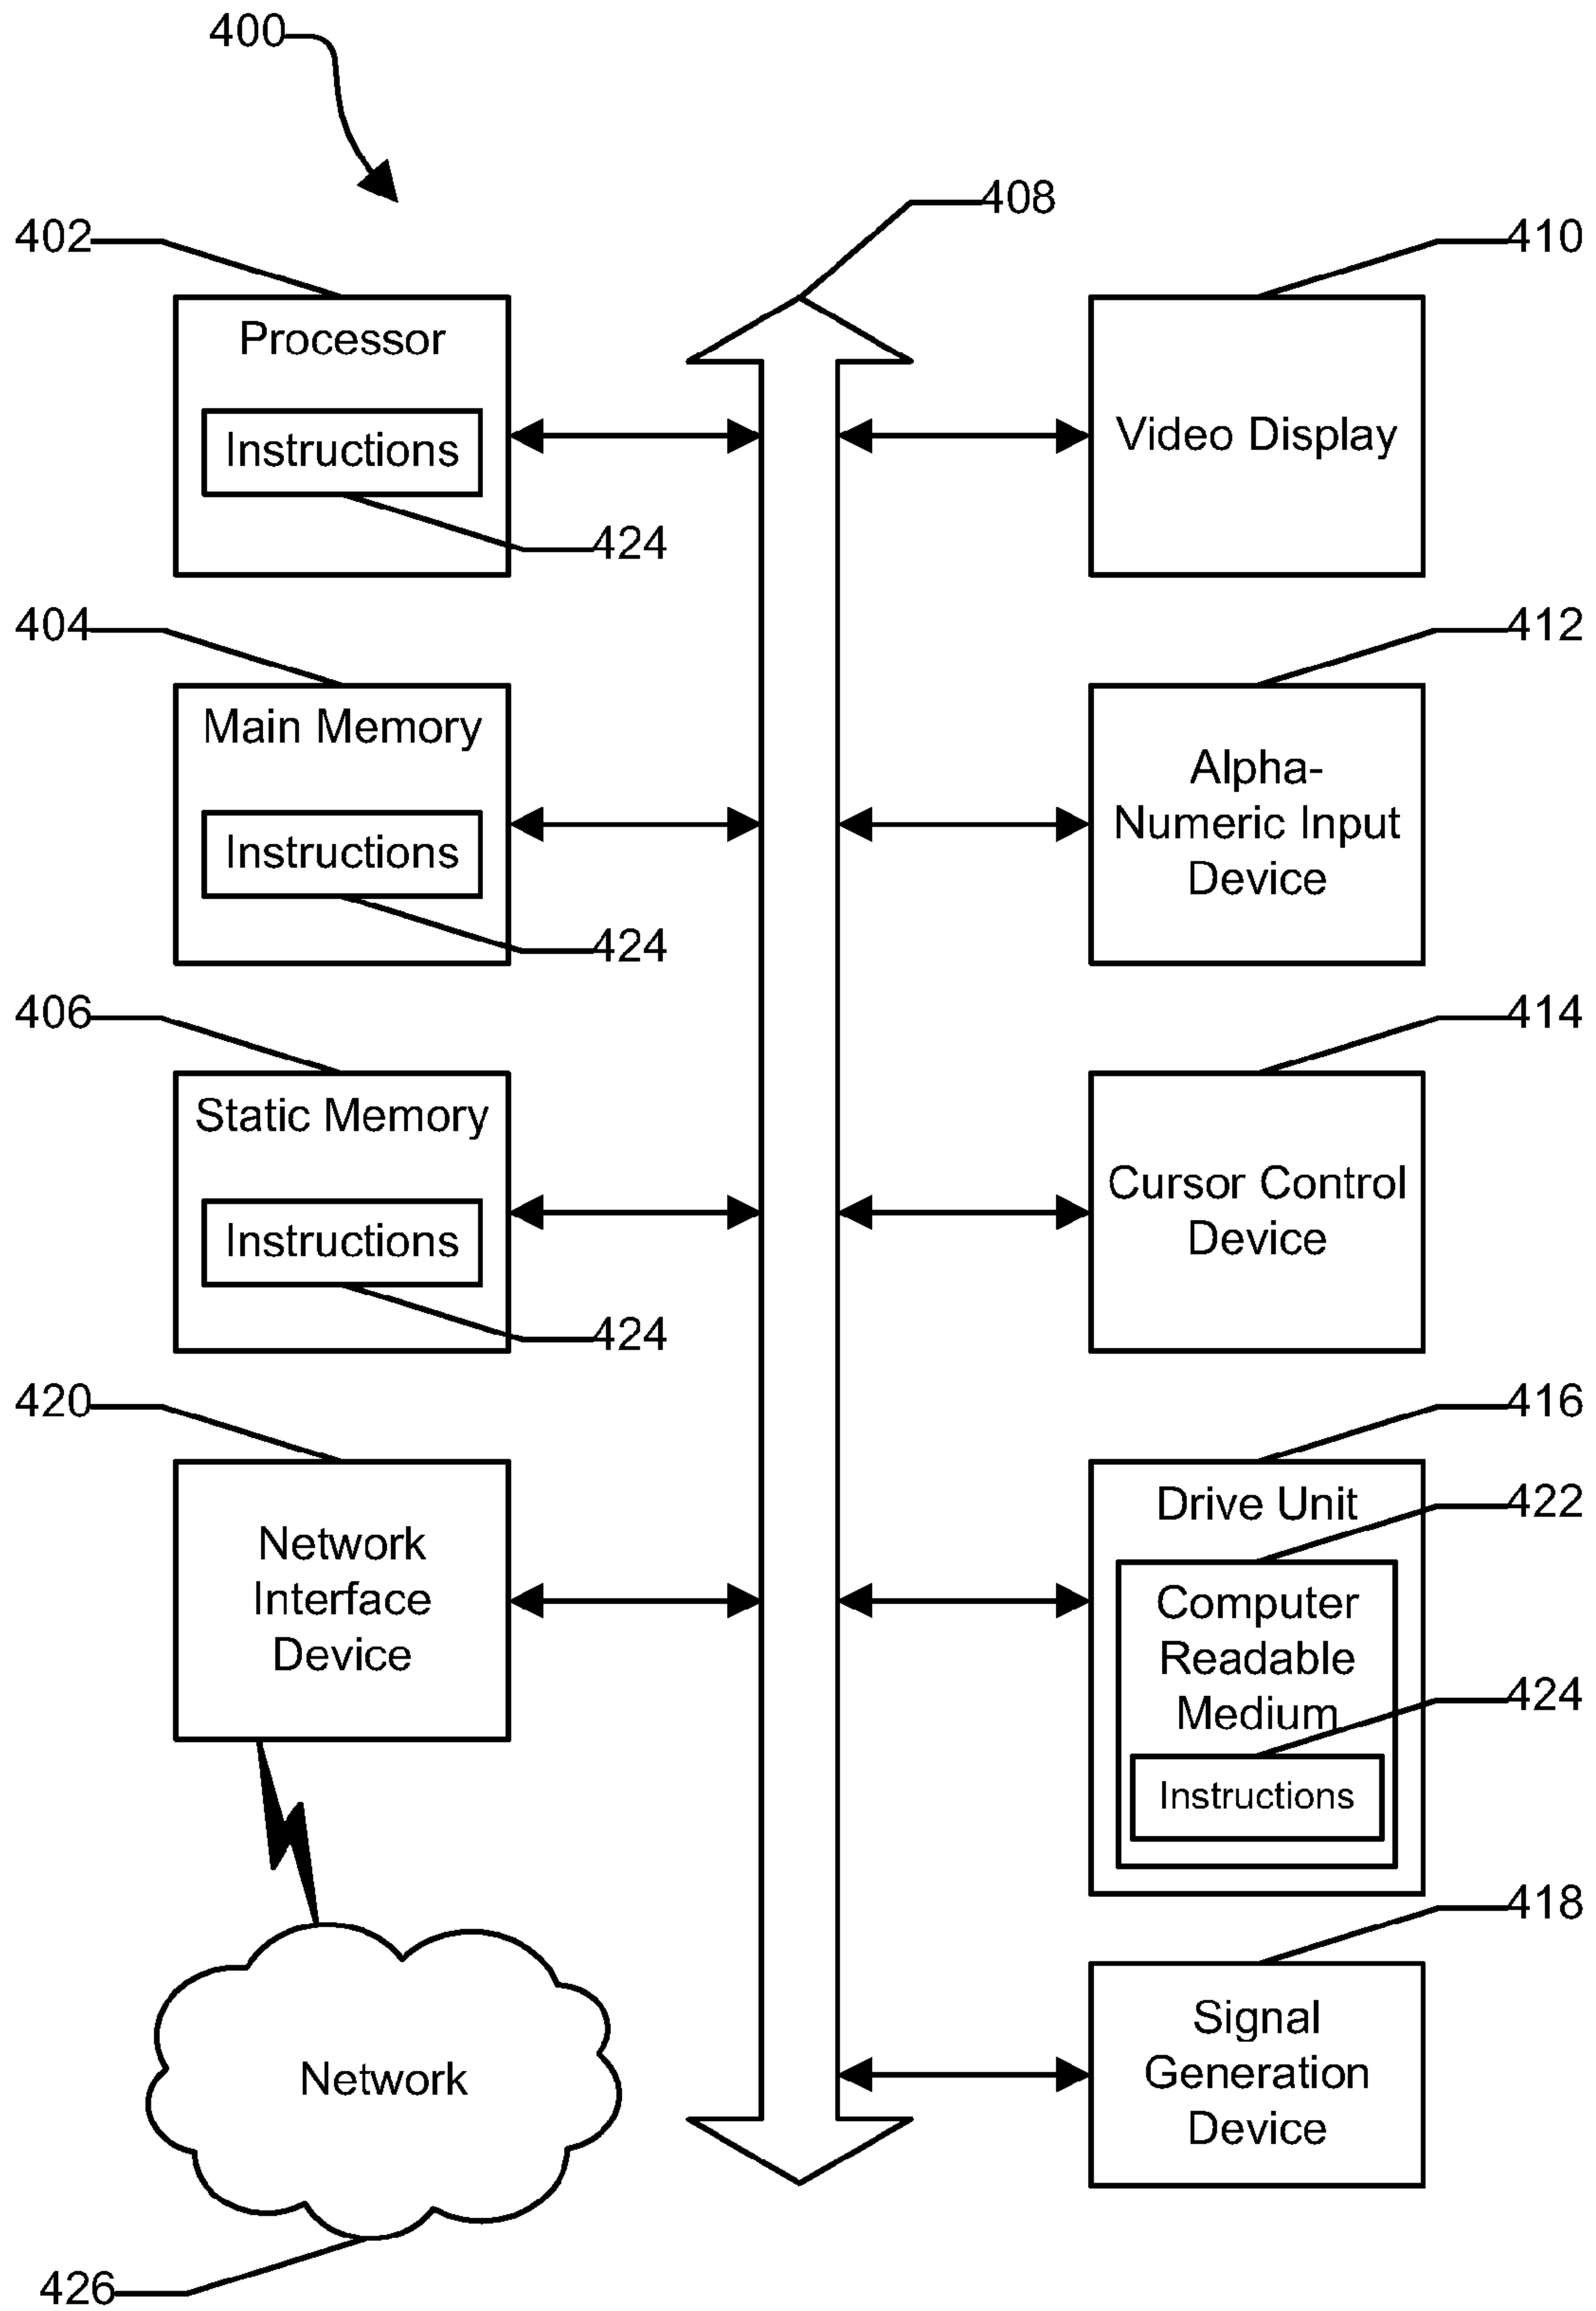 400
408
402
410
Processor
Instructions
424
Video Display
404
412
Main Memory
Instructions
424
Alpha-
Numeric Input
Device
406
414
Static Memory
Instructions
424
Cursor Control
Device
420
416
Network
Interface
Device
Drive Unit
422
Computer
Readable
Medium
424
Instructions
418
Signal
Generation
Device
Network
426